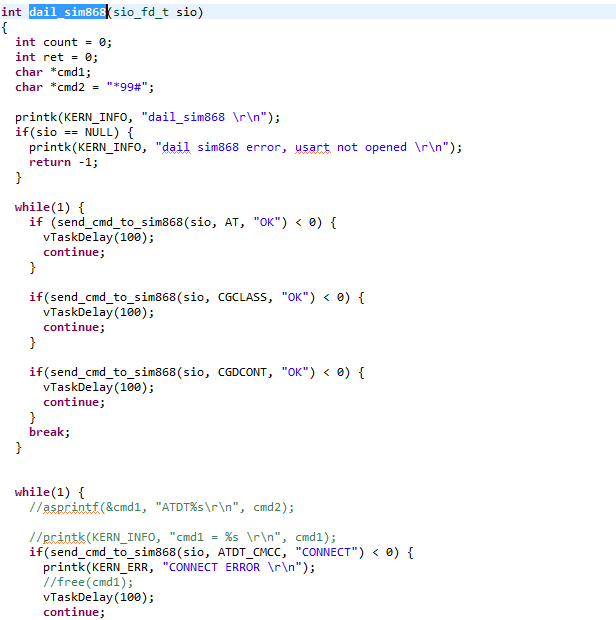 int dail_sim868(sio_fd_t sio)
{
  int count = 0;
  int ret = 0;
  char *cmd1;
  char *cmd2 = "*99#";

  printk(KERN_INFO, "dail_sim868 \r\n");
  if(sio == NULL) {
    printk(KERN_INFO, "dail sim868 error, usart not opened \r\n");
    return -1;
  }

  while(1) {
    if (send_cmd_to_sim868(sio, AT, "OK") < 0) {
      vTaskDelay(100);
      continue;
    }

    if(send_cmd_to_sim868(sio, CGCLASS, "OK") < 0) {
      vTaskDelay(100);
      continue;
    }

    if(send_cmd_to_sim868(sio, CGDCONT, "OK") < 0) {
      vTaskDelay(100);
      continue;
    }
    break;
  }


  while(1) {
    //asprintf(&cmd1, "ATDT%s\r\n", cmd2);

    //printk(KERN_INFO, "cmd1 = %s \r\n", cmd1);
    if(send_cmd_to_sim868(sio, ATDT_CMCC, "CONNECT") < 0) {
      printk(KERN_ERR, "CONNECT ERROR \r\n");
      //free(cmd1);
      vTaskDelay(100);
      continue;